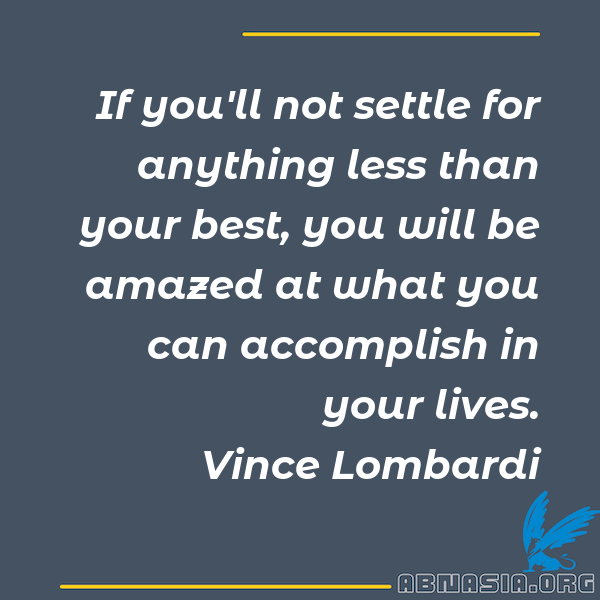 If you'll not settle for
anything less than
your best, you will be
amazed at what you
can accomplish in
your lives.
Vince Lombardi
ABNASIA.ORG